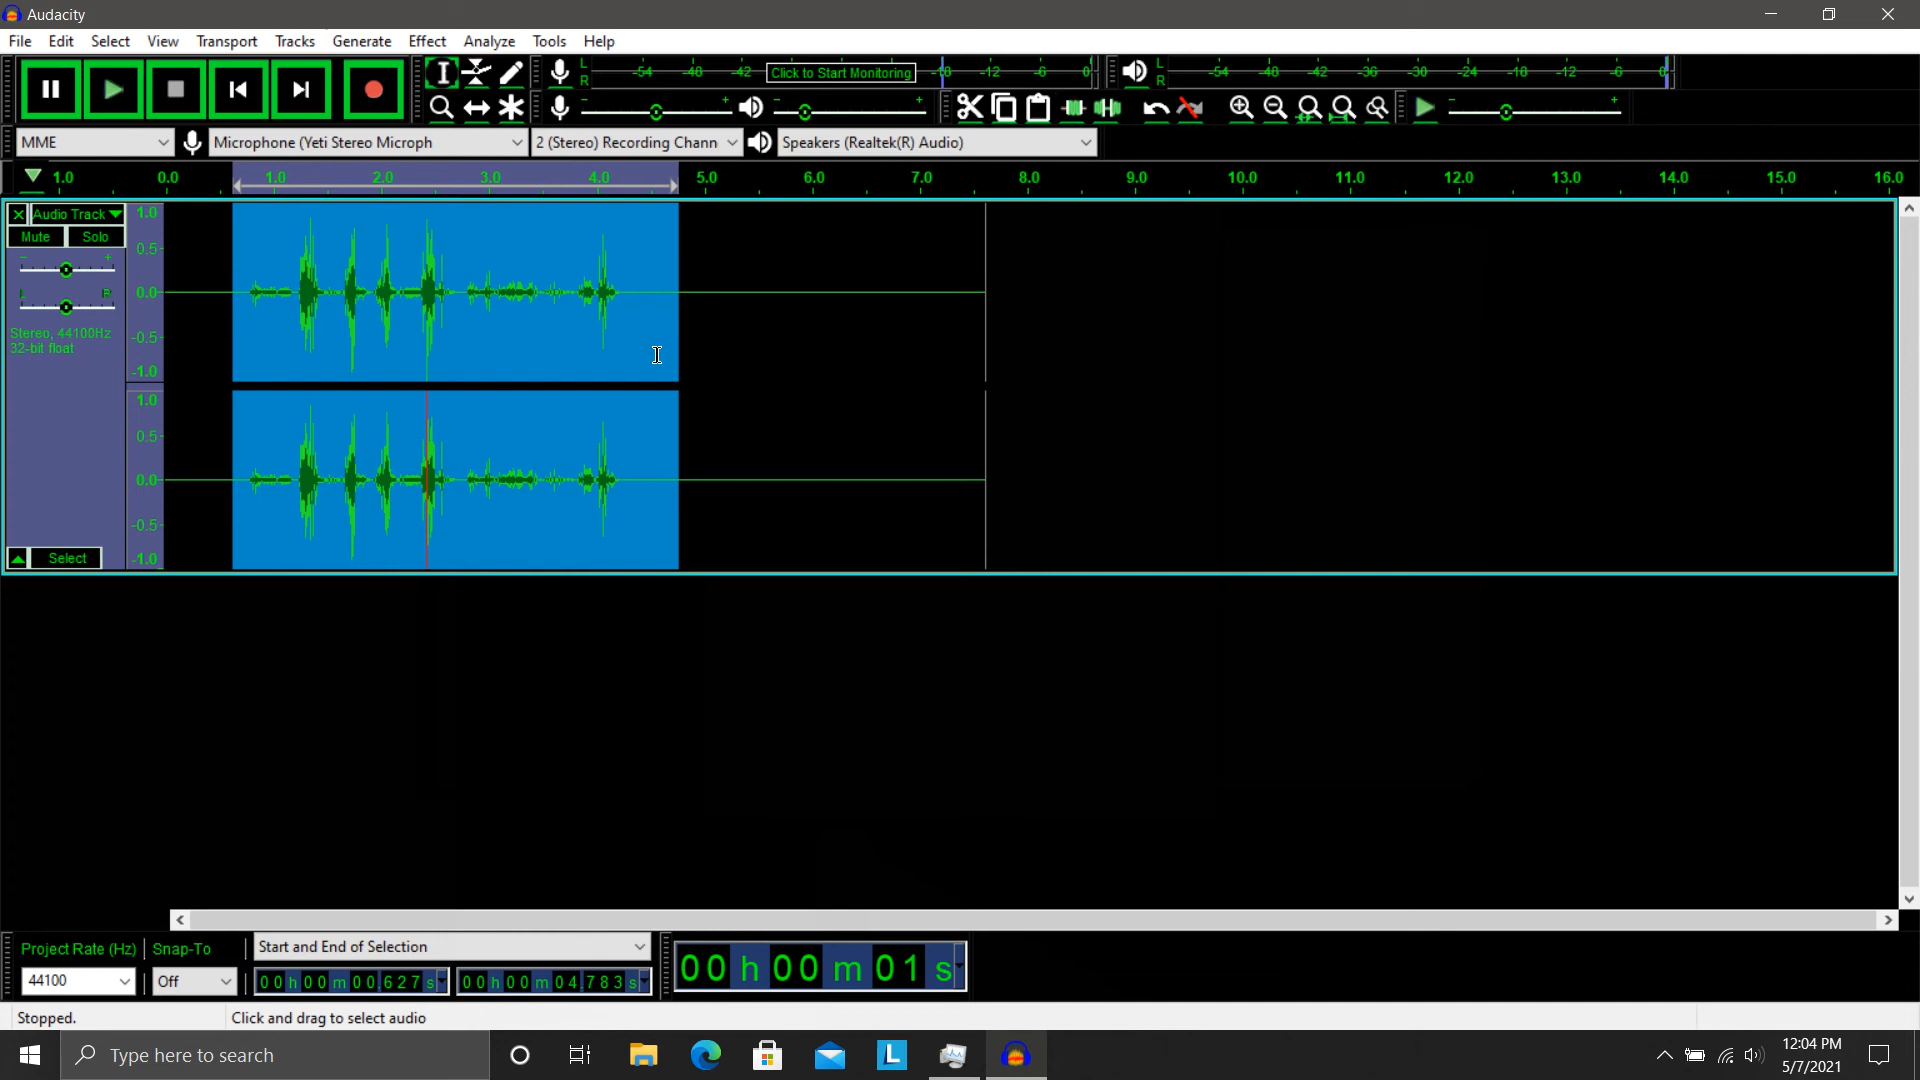 Audacity
File Edit Select View Transport Tracks Generate Effect Analyze Tools Help
L R -54 -48 -42 Click to Start Monitoring -18 -12 -6 0
L R -54 -48 -42 -36 -30 -24 -18 -12 -6 0
- + - + - +
MME Microphone (Yeti Stereo Microph 2 (Stereo) Recording Chann Speakers (Realtek(R) Audio)
1.0 0.0 1.0 2.0 3.0 4.0 5.0 6.0 7.0 8.0 9.0 10.0 11.0 12.0 13.0 14.0 15.0 16.0
Audio Track 1.0
Mute Solo
- + 0.5
L R 0.0
Stereo, 44100Hz -0.5
32-bit float
-1.0
1.0
0.5
0.0
-0.5
Select -1.0
Project Rate (Hz) Snap-To Start and End of Selection
44100 Off 00 h 00 m 00.627 s 00 h 00 m 04.783 s 00 h 00 m 01 s
Stopped. Click and drag to select audio
Type here to search L 12:04 PM
5/7/2021